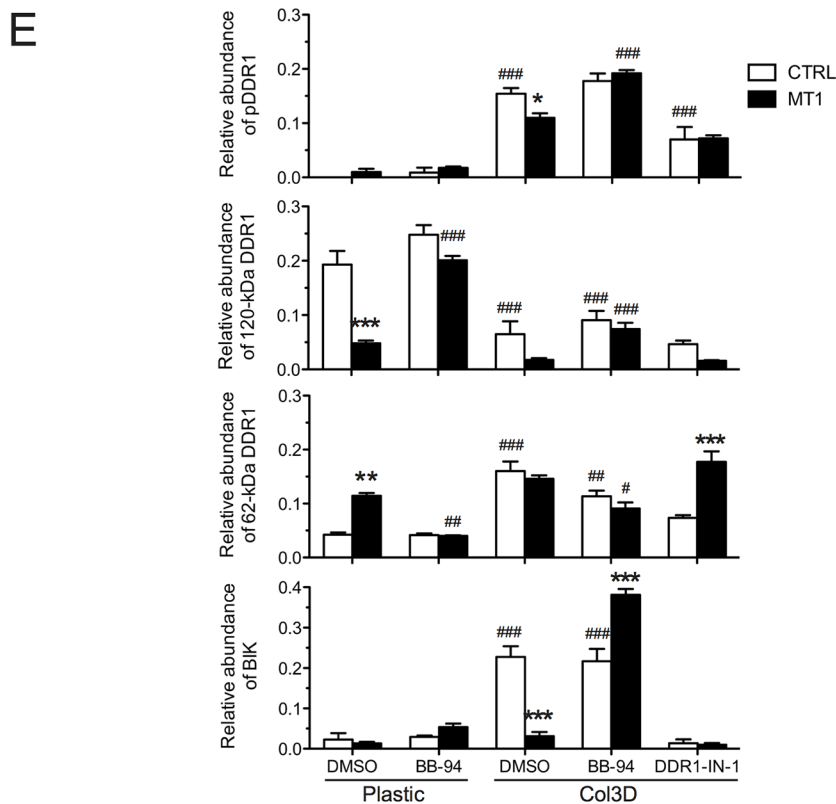 E
CTRL
MT1
Relative abundance
of pDDR1
0.3
0.2
0.1
0.0
###
*
###
###
Relative abundance
of 120-kDa DDR1
0.3
0.2
0.1
0.0
***
###
###
###
###
Relative abundance
of 62-kDa DDR1
0.3
0.2
0.1
0.0
**
##
###
##
#
***
Relative abundance
of BIK
0.4
0.3
0.2
0.1
0.0
###
***
###
***
DMSO BB-94 DMSO BB-94 DDR1-IN-1
Plastic Col3D